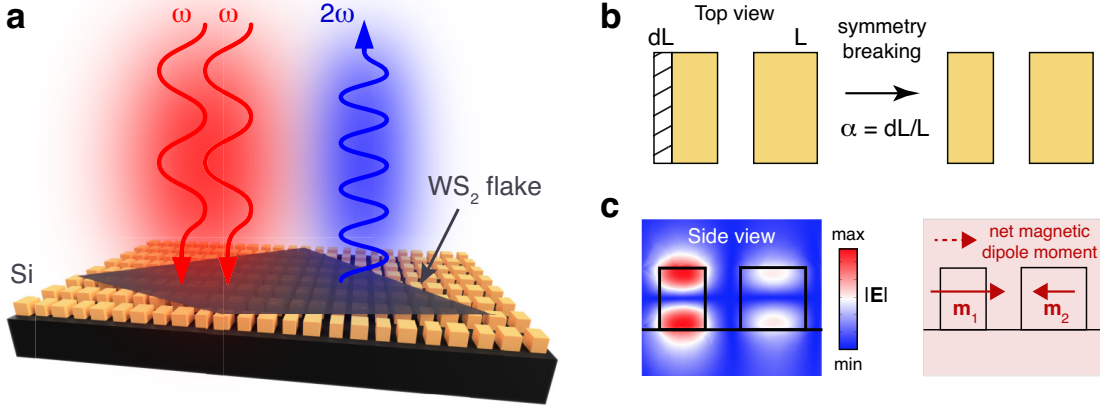 a
ω ω 2ω
WS₂ flake
Si
b
Top view
dL
L
symmetry
breaking
α = dL/L
c
Side view
max
|E|
min
net magnetic
dipole moment
m₁
m₂